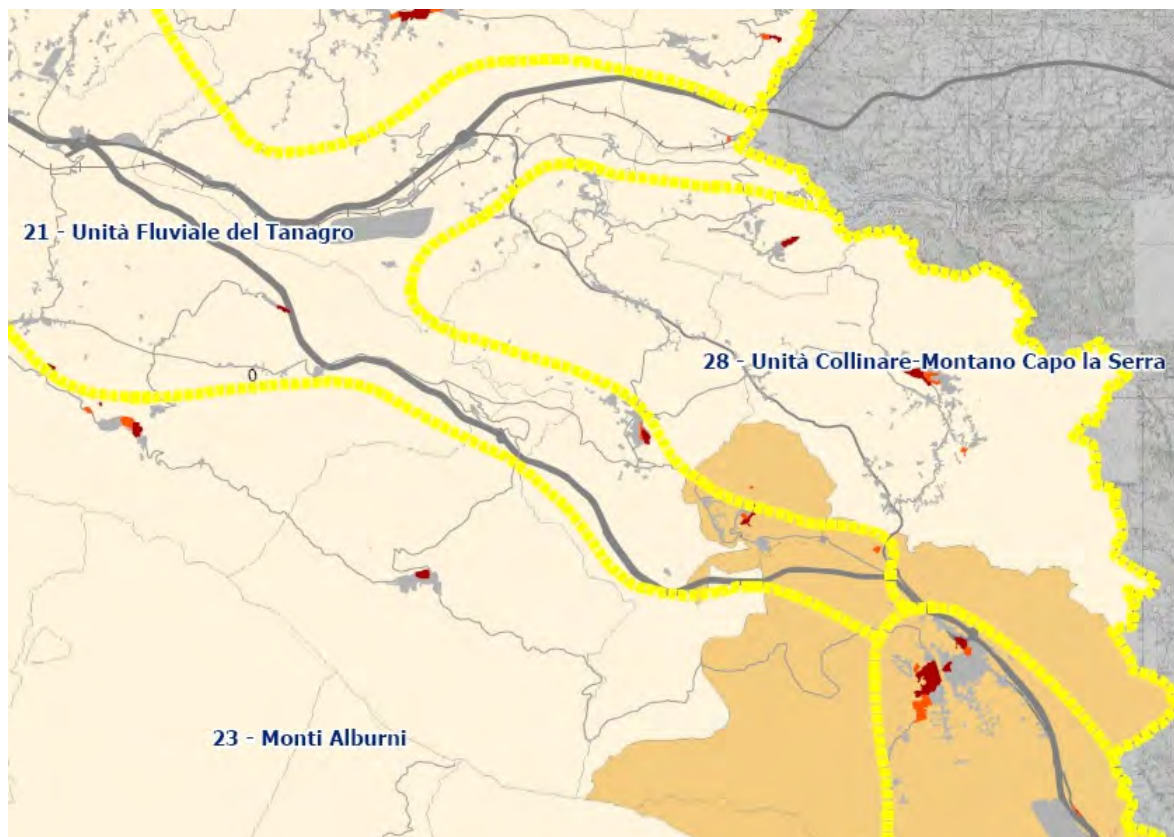 21 - Unità Fluviale del Tanagro
28 - Unità Collinare-Montano Capo la Serra
0
23 - Monti Alburni